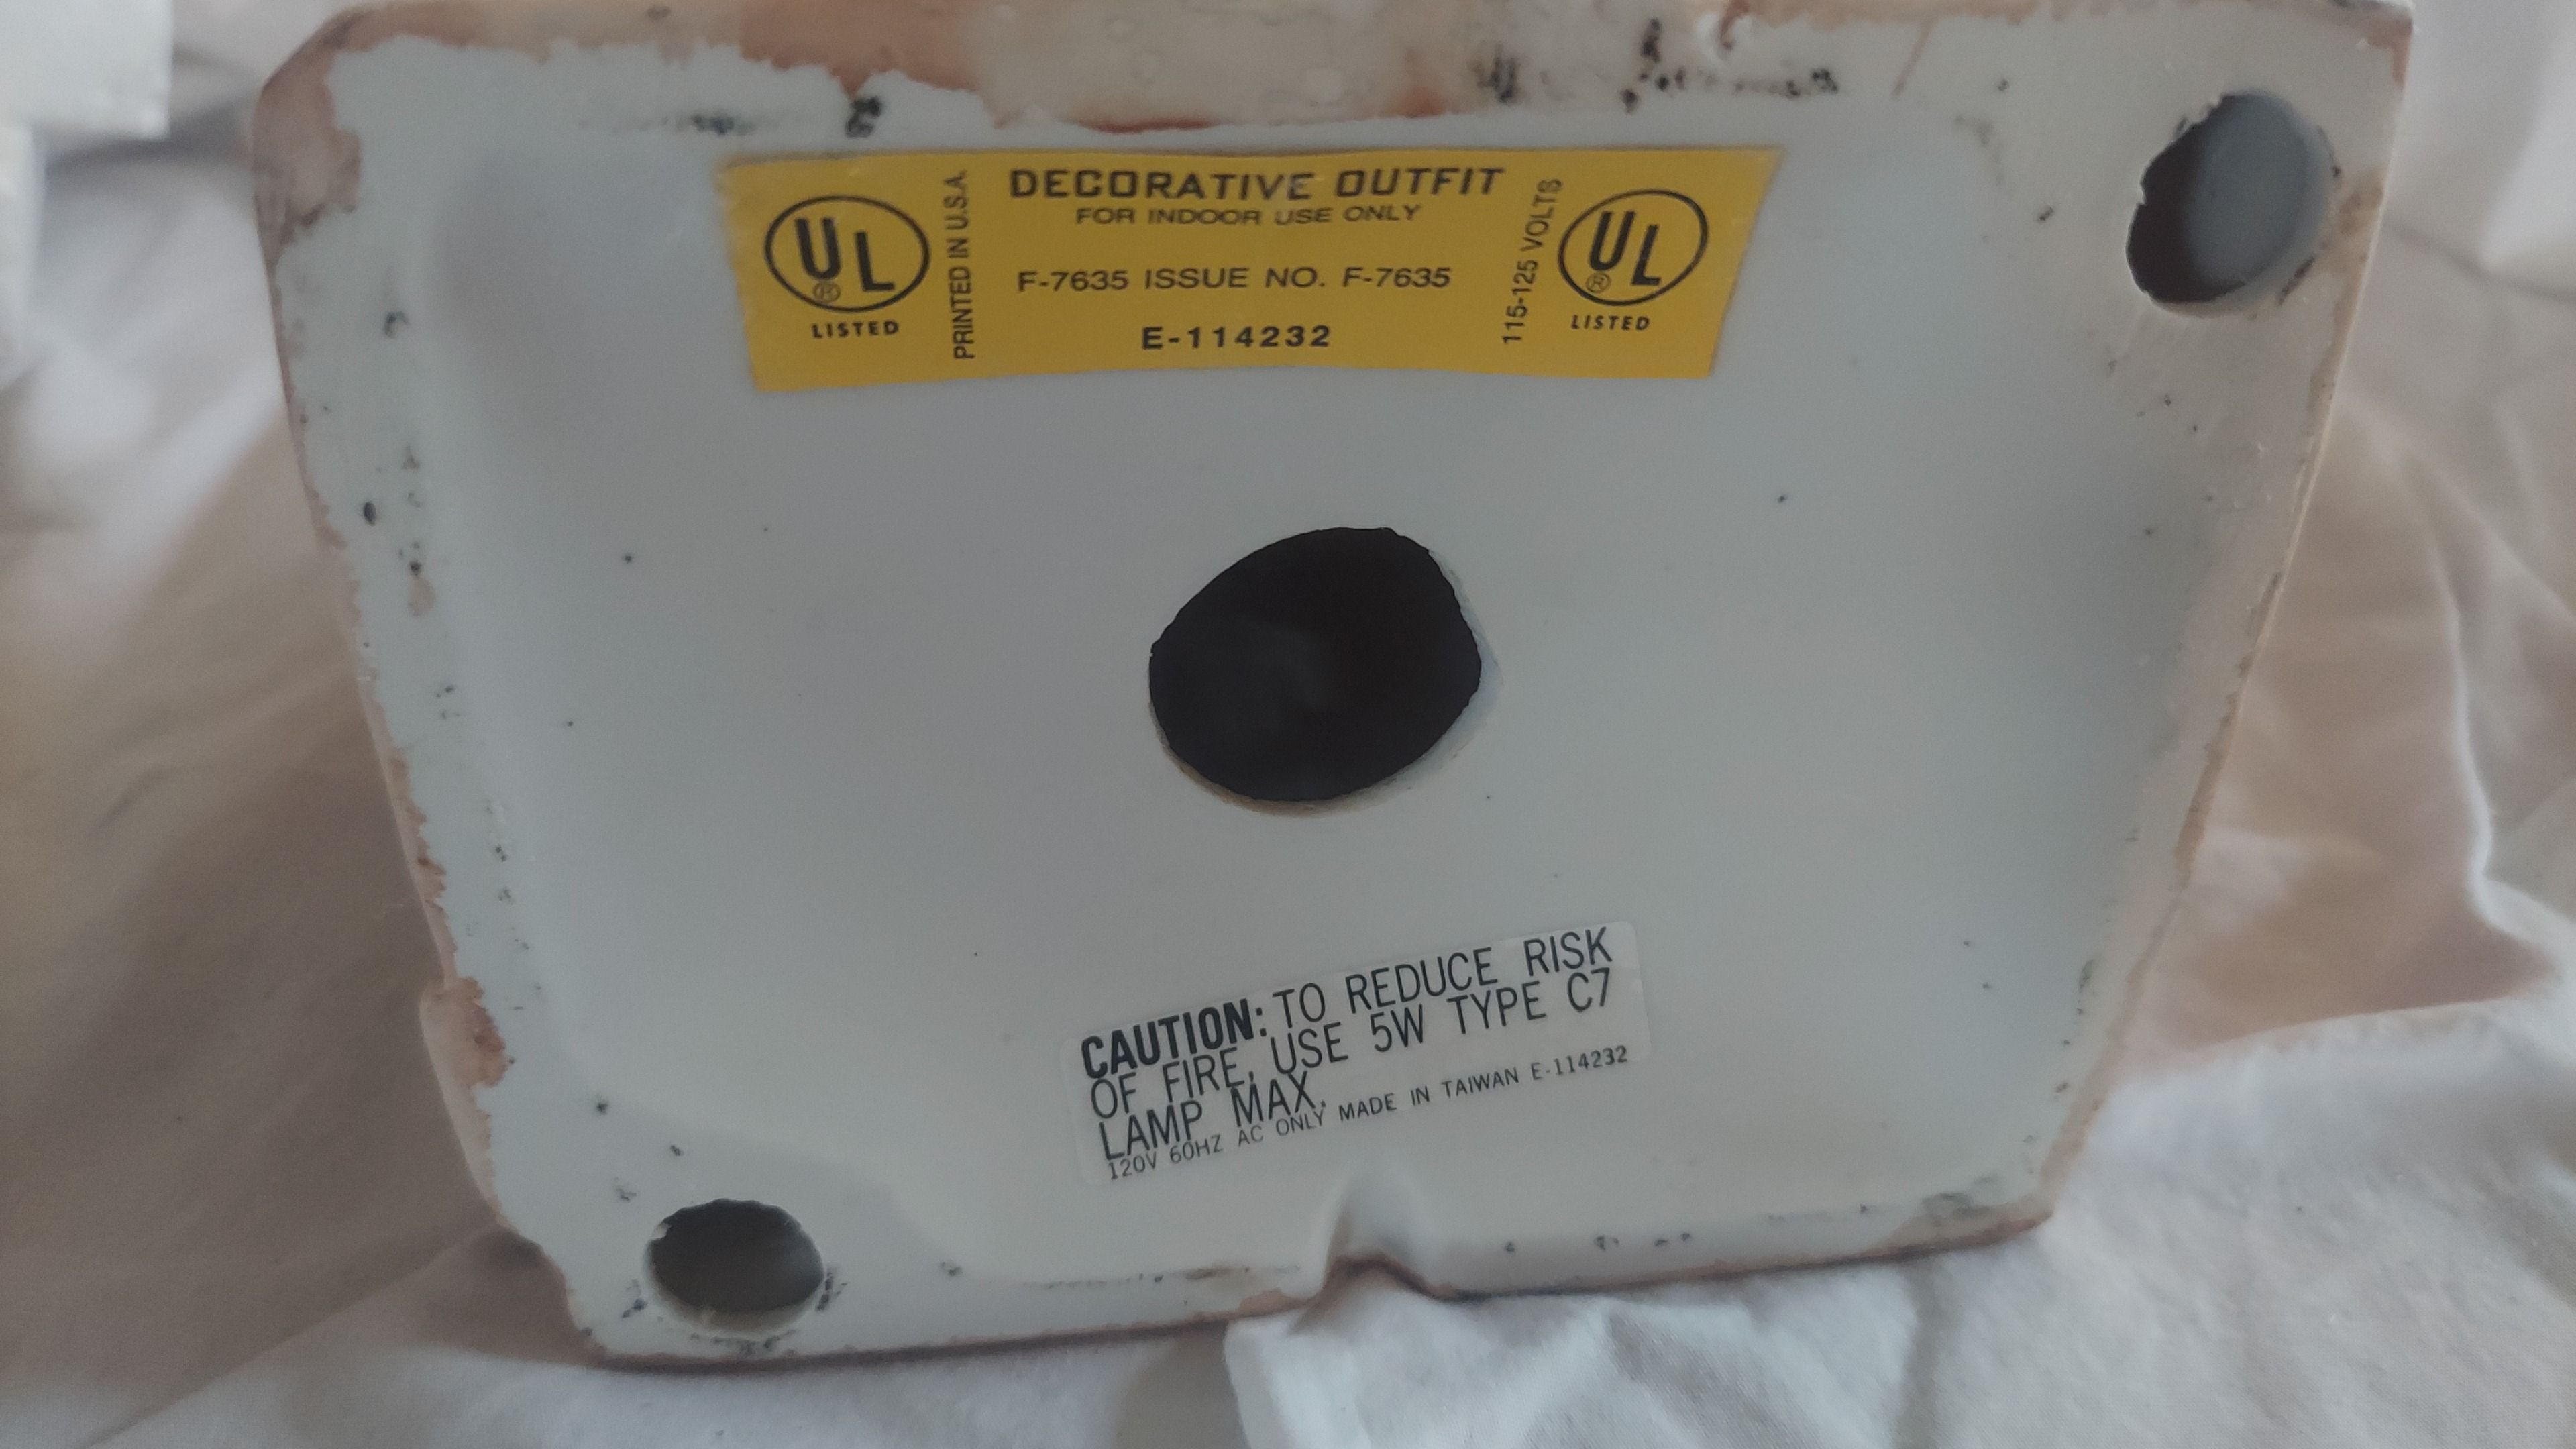 DECORATIVE OUTFIT
FOR INDOOR USE ONLY
UL
®
LISTED
PRINTED IN U.S.A.
F-7635 ISSUE NO. F-7635
E-114232
115-125 VOLTS
UL
®
LISTED
CAUTION: TO REDUCE RISK
OF FIRE, USE 5W TYPE C7
LAMP MAX.
120V 60HZ AC ONLY MADE IN TAIWAN E-114232